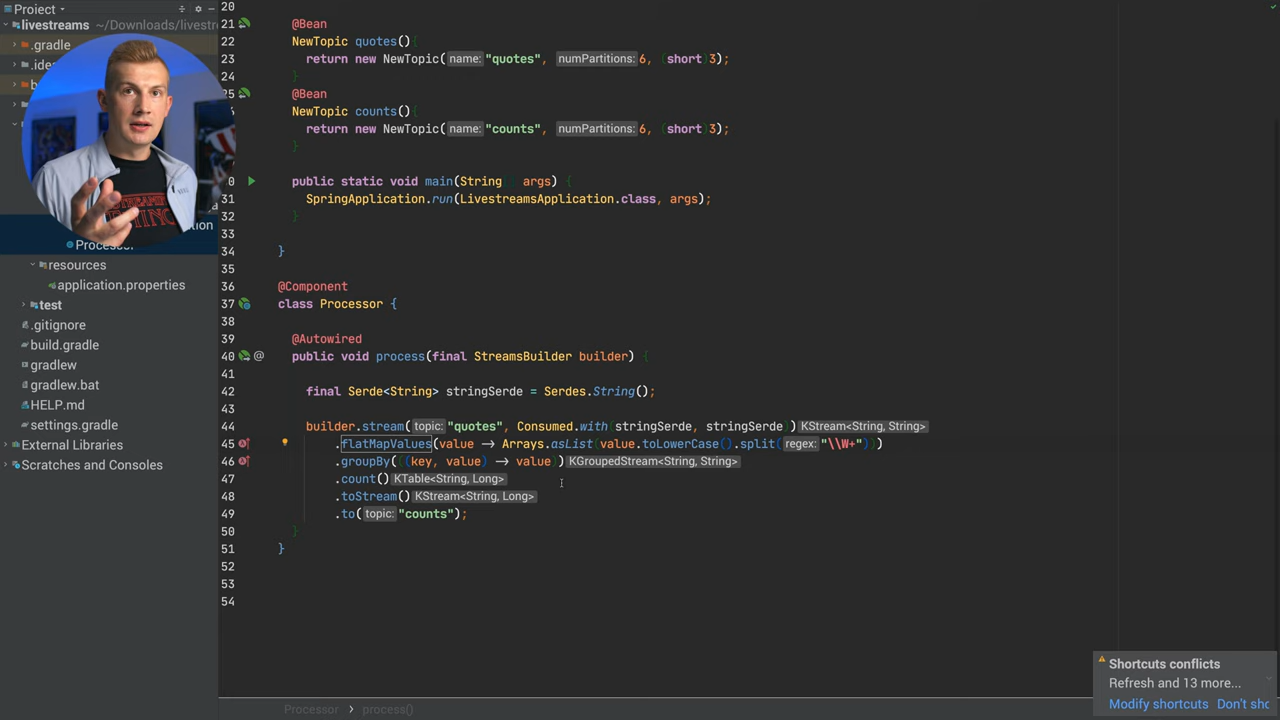 Project
livestreams ~/Downloads/livestr
.gradle
test
resources
application.properties
Processor
.gitignore
build.gradle
gradlew
gradlew.bat
HELP.md
settings.gradle
External Libraries
Scratches and Consoles
20
21 @Bean
22 NewTopic quotes(){
23 return new NewTopic( name: "quotes", numPartitions: 6, (short)3);
24 }
@Bean
NewTopic counts(){
return new NewTopic( name: "counts", numPartitions: 6, (short)3);
}
public static void main(String args) {
31 SpringApplication.run(LivestreamsApplication.class, args);
32 }
33
34 }
35
36 @Component
37 class Processor {
38
39 @Autowired
40 @ public void process(final StreamsBuilder builder) {
41
42 final Serde<String> stringSerde = Serdes.String();
43
44 builder.stream( topic: "quotes", Consumed.with(stringSerde, stringSerde)) KStream<String, String>
45 .flatMapValues(value -> Arrays.asList(value.toLowerCase().split( regex: "\\W+")))
46 .groupBy((key, value) -> value)) KGroupedStream<String, String>
47 .count() KTable<String, Long>
48 .toStream() KStream<String, Long>
49 .to( topic: "counts");
50 }
51 }
52
53
54
Shortcuts conflicts
Refresh and 13 more...
Modify shortcuts Don't sho
Processor > process()